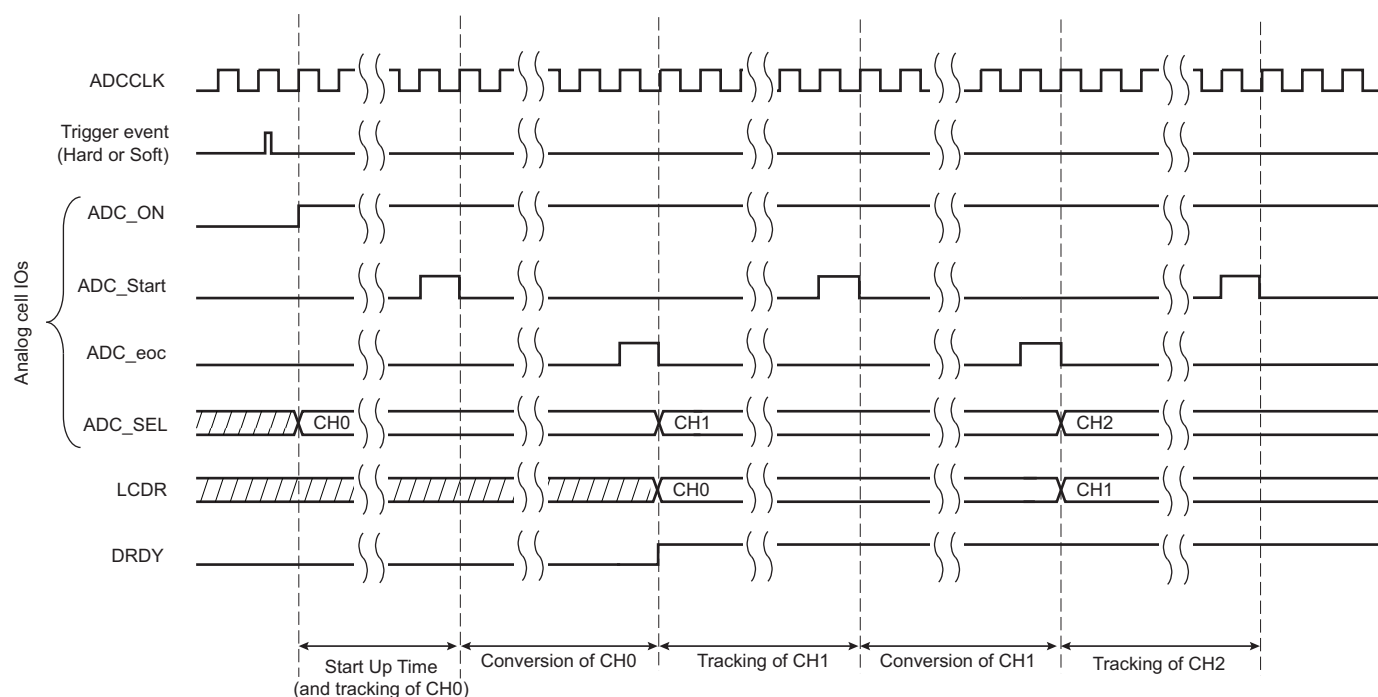 ADCCLK
Trigger event
(Hard or Soft)
Analog cell IOs
ADC_ON
ADC_Start
ADC_eoc
ADC_SEL
CH0
CH1
CH2
LCDR
CH0
CH1
DRDY
Start Up Time
(and tracking of CH0)
Conversion of CH0
Tracking of CH1
Conversion of CH1
Tracking of CH2